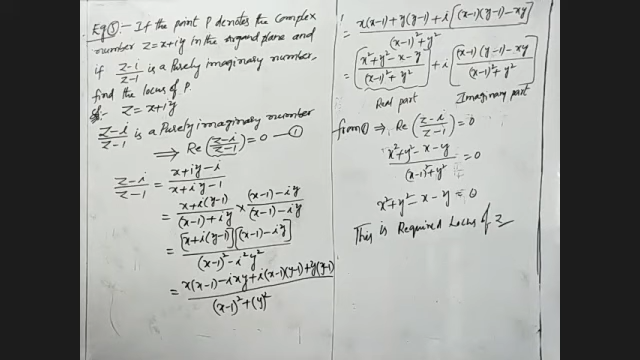 Eg ①:- If the point P denotes the complex
number z = x+iy in the argand plane and
if (z-i)/(z-1) is a Purely imaginary number,
find the locus of P.
Sol:- z = x+iy
(z-i)/(z-1) is a Purely imaginary number
⟹ Re((z-i)/(z-1)) = 0 — ①
(z-i)/(z-1) = (x+iy-i)/(x+iy-1)
= (x+i(y-1))/((x-1)+iy) × ((x-1)-iy)/((x-1)-iy)
= [x+i(y-1)][(x-1)-iy]/((x-1)²-i²y²)
= (x(x-1)-ixy+i(x-1)(y-1)+y(y-1))/((x-1)²+(y)²)
= (x(x-1)+y(y-1)+i[(x-1)(y-1)-xy])/((x-1)²+y²)
= [(x²+y²-x-y)/((x-1)²+y²)] + i[((x-1)(y-1)-xy)/((x-1)²+y²)]
Real part Imaginary part
from ① ⟹ Re((z-i)/(z-1)) = 0
(x²+y²-x-y)/((x-1)²+y²) = 0
x²+y²-x-y = 0
This is Required Locus of z